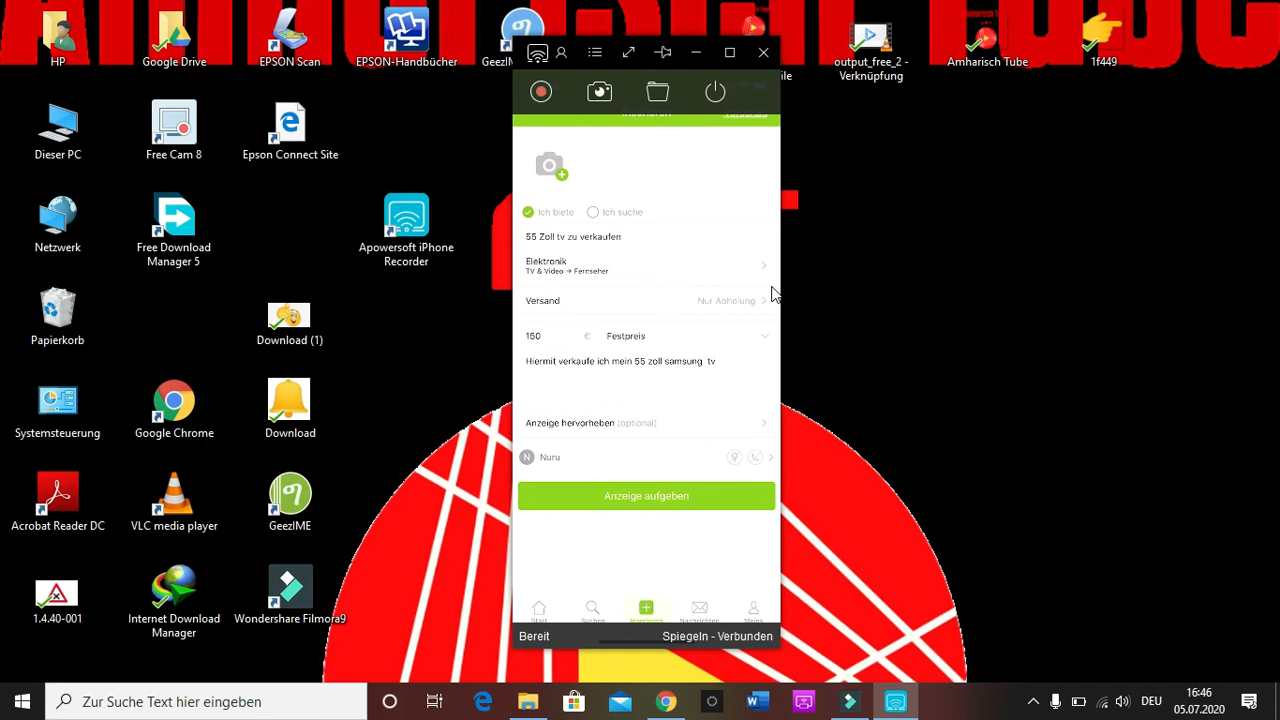 HP
Google Drive
EPSON Scan
EPSON-Handbücher
output_free_2 -
Verknüpfung
Amharisch Tube
1f449
Dieser PC
Free Cam 8
Epson Connect Site
Netzwerk
Free Download
Manager 5
Apowersoft iPhone
Recorder
Papierkorb
Download (1)
Systemsteuerung
Google Chrome
Download
Acrobat Reader DC
VLC media player
GeezIME
1.4.40-001
Internet Download
Manager
Wondershare Filmora9
Ich biete
Ich suche
55 Zoll tv zu verkaufen
Elektronik
TV & Video → Fernseher
Versand
Nur Abholung
150
€
Festpreis
Hiermit verkaufe ich mein 55 zoll samsung tv
Anzeige hervorheben (optional)
N
Nuru
Anzeige aufgeben
Start
Suchen
Inserieren
Nachrichten
Meins
Bereit
Spiegeln - Verbunden
Zur Suche Text hier eingeben
DEU
16:46
05.07.2020